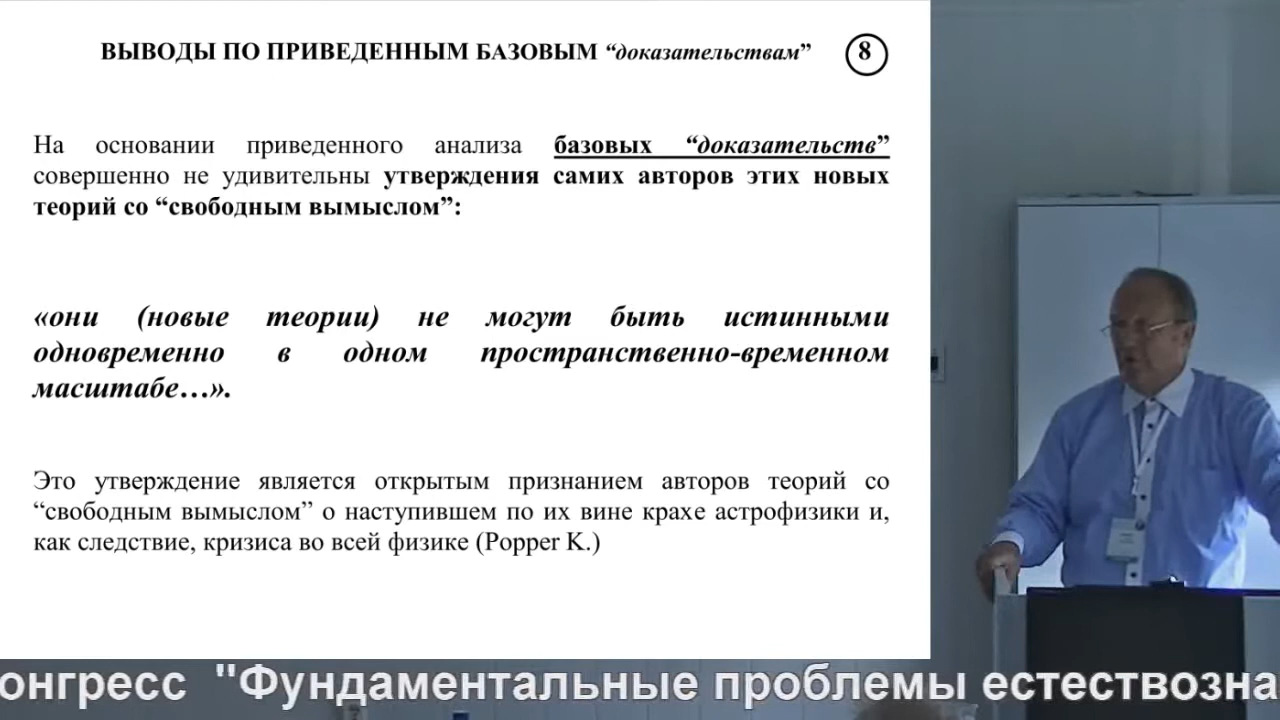 ВЫВОДЫ ПО ПРИВЕДЕННЫМ БАЗОВЫМ “доказательствам” 8
На основании приведенного анализа базовых “доказательств”
совершенно не удивительны утверждения самих авторов этих новых
теорий со “свободным вымыслом”:
«они (новые теории) не могут быть истинными
одновременно в одном пространственно-временном
масштабе…».
Это утверждение является открытым признанием авторов теорий со
“свободным вымыслом” о наступившем по их вине крахе астрофизики и,
как следствие, кризиса во всей физике (Popper K.)
онгресс "Фундаментальные проблемы естествозна